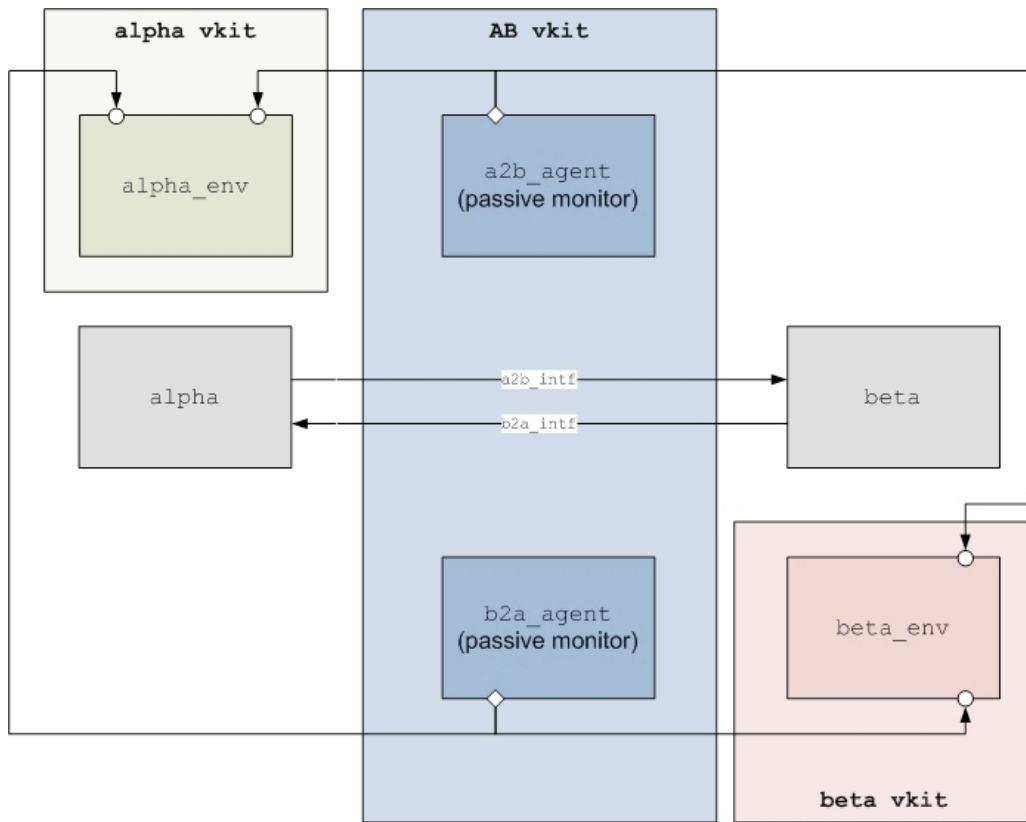 alpha vkit
AB vkit
alpha_env
a2b_agent
(passive monitor)
alpha
a2b_intf
b2a_intf
beta
b2a_agent
(passive monitor)
beta_env
beta vkit